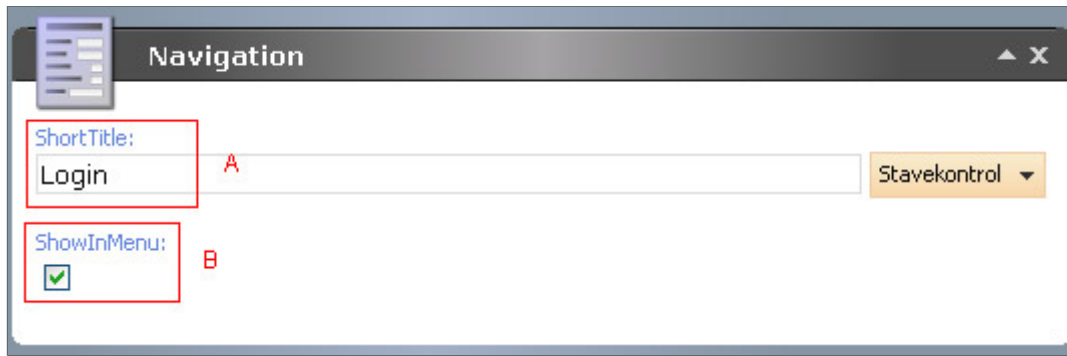 Navigation
ShortTitle:
Login
A
Stavekontrol
ShowInMenu:
B